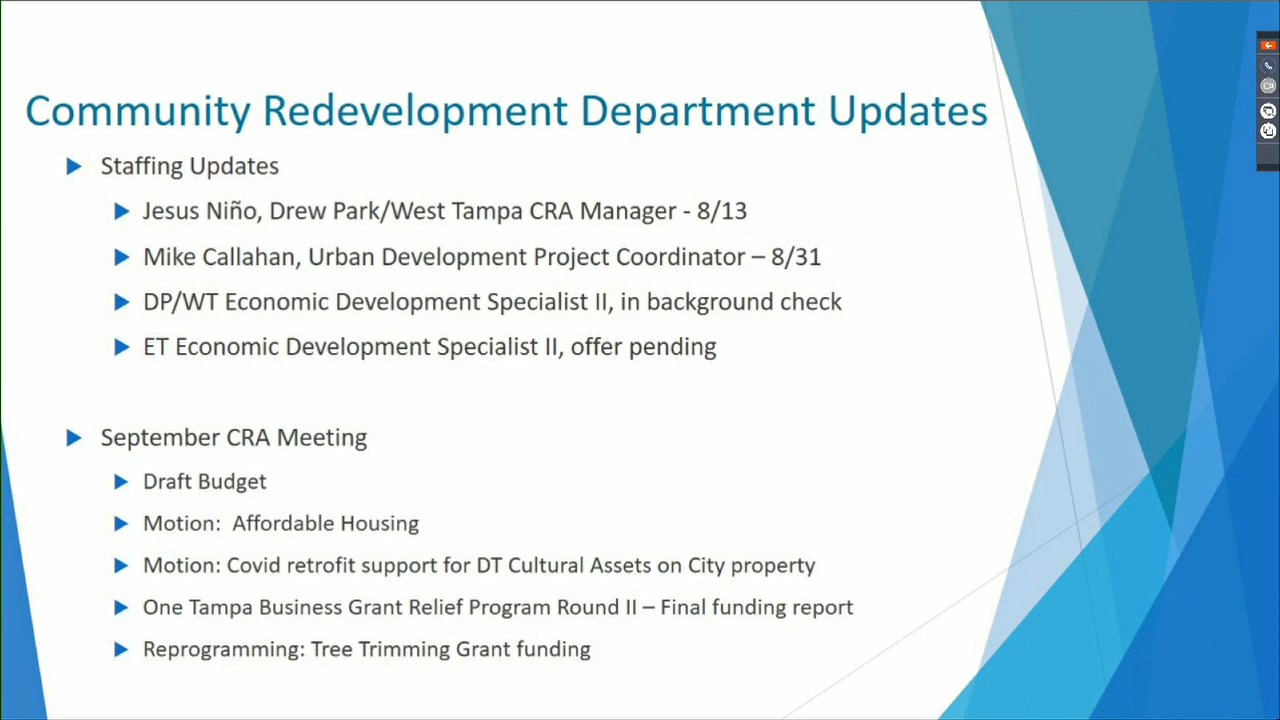 Community Redevelopment Department Updates
Staffing Updates
Jesus Niño, Drew Park/West Tampa CRA Manager - 8/13
Mike Callahan, Urban Development Project Coordinator – 8/31
DP/WT Economic Development Specialist II, in background check
ET Economic Development Specialist II, offer pending
September CRA Meeting
Draft Budget
Motion:  Affordable Housing
Motion: Covid retrofit support for DT Cultural Assets on City property
One Tampa Business Grant Relief Program Round II – Final funding report
Reprogramming: Tree Trimming Grant funding